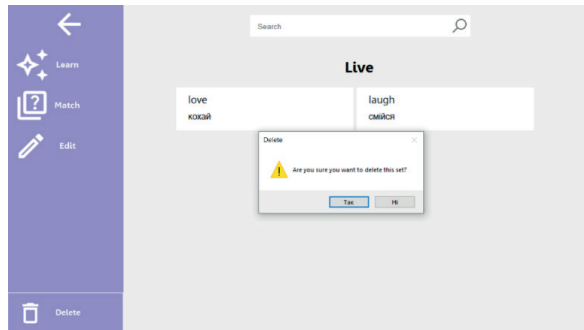 Search
Learn
Live
Match
love
laugh
кохай
смійся
Edit
Delete
Are you sure you want to delete this set?
Так
Ні
Delete